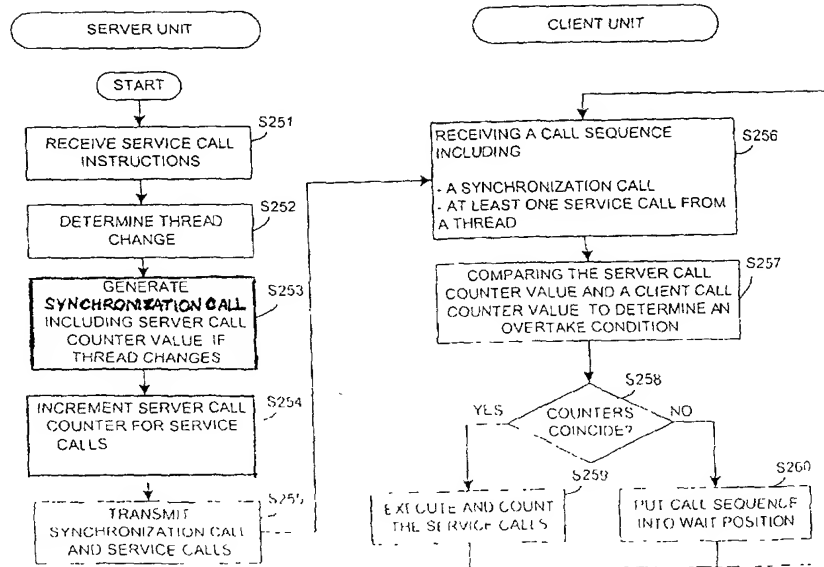 SERVER UNIT
START
S251
RECEIVE SERVICE CALL
INSTRUCTIONS
S252
DETERMINE THREAD
CHANGE
S253
GENERATE
SYNCHRONIZATION CALL
INCLUDING SERVER CALL
COUNTER VALUE IF
THREAD CHANGES
S254
INCREMENT SERVER CALL
COUNTER FOR SERVICE
CALLS
S255
TRANSMIT
SYNCHRONIZATION CALL
AND SERVICE CALLS
CLIENT UNIT
S256
RECEIVING A CALL SEQUENCE
INCLUDING
- A SYNCHRONIZATION CALL
- AT LEAST ONE SERVICE CALL FROM
A THREAD
S257
COMPARING THE SERVER CALL
COUNTER VALUE AND A CLIENT CALL
COUNTER VALUE TO DETERMINE AN
OVERTAKE CONDITION
S258
YES
COUNTERS
COINCIDE?
NO
S259
EXECUTE AND COUNT
THE SERVICE CALLS
S260
PUT CALL SEQUENCE
INTO WAIT POSITION